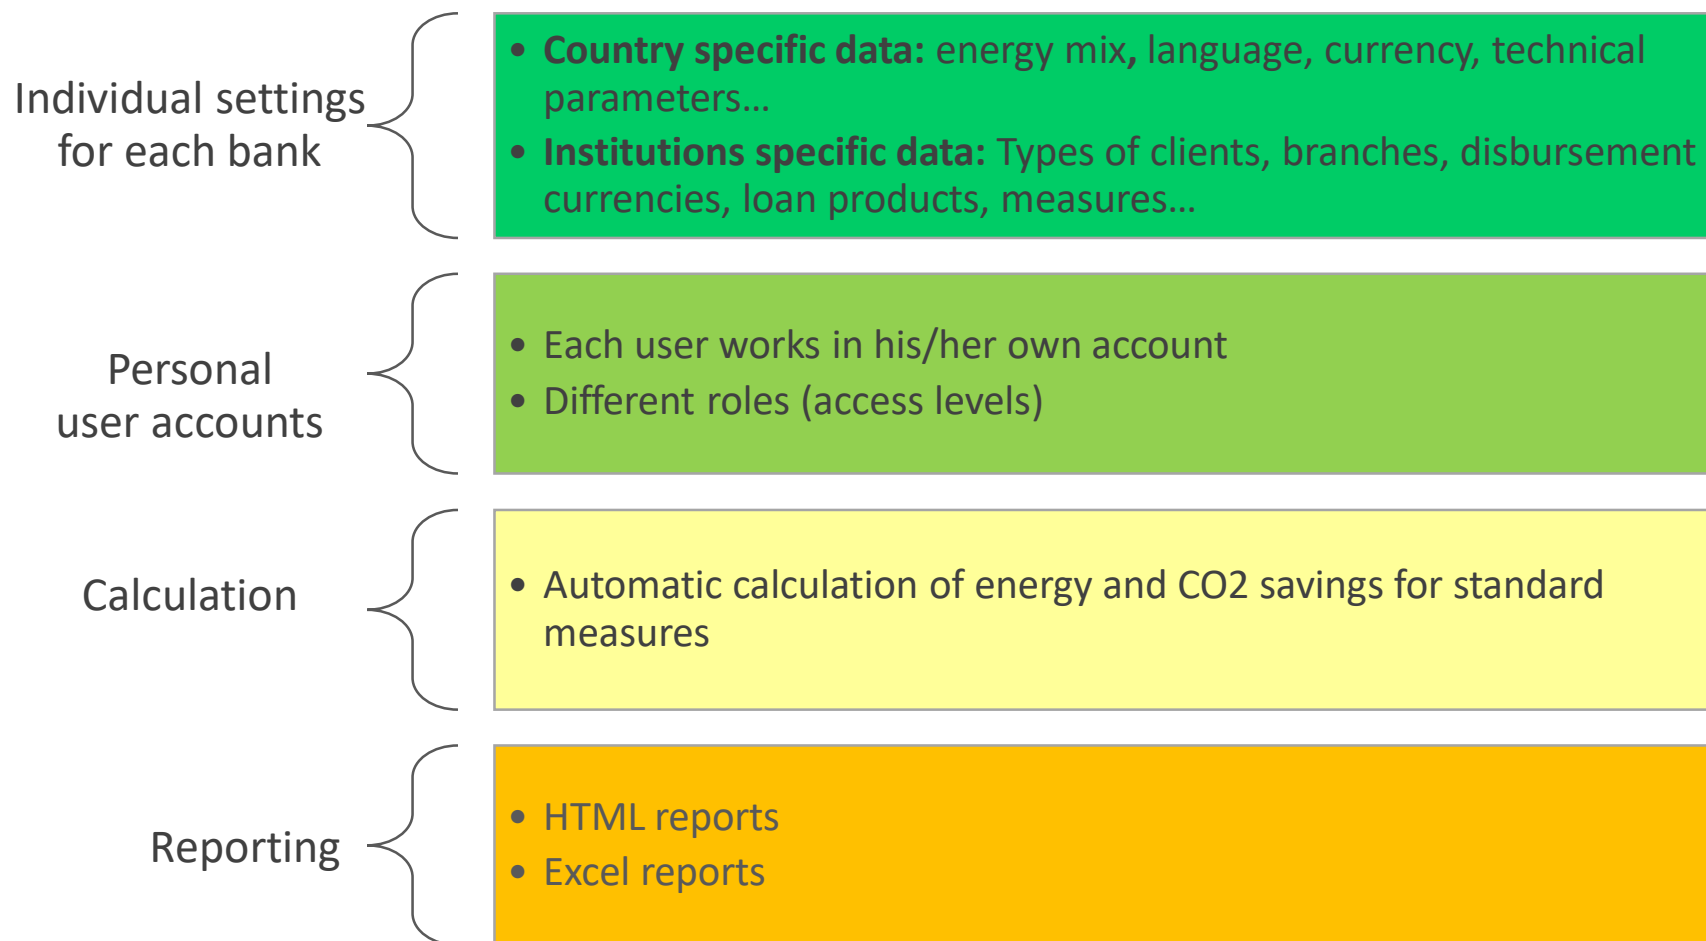 Individual settings
for each bank
• Country specific data: energy mix, language, currency, technical
parameters…
• Institutions specific data: Types of clients, branches, disbursement
currencies, loan products, measures…
Personal
user accounts
• Each user works in his/her own account
• Different roles (access levels)
Calculation
• Automatic calculation of energy and CO2 savings for standard
measures
Reporting
• HTML reports
• Excel reports